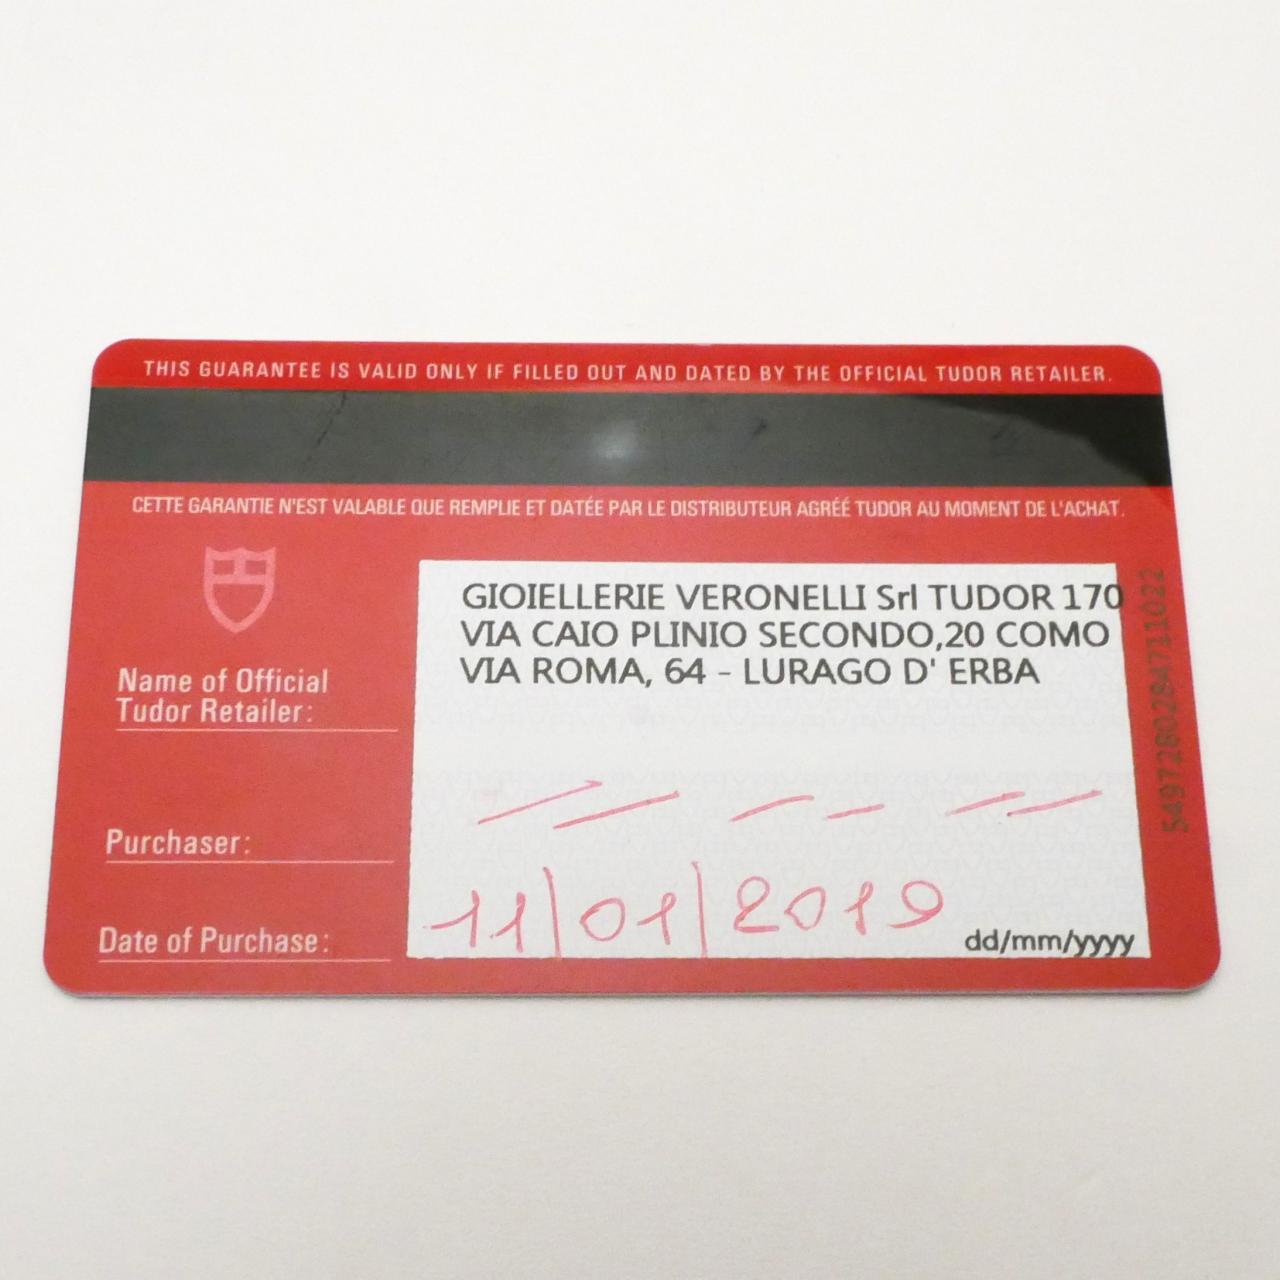 THIS GUARANTEE IS VALID ONLY IF FILLED OUT AND DATED BY THE OFFICIAL TUDOR RETAILER.
CETTE GARANTIE N'EST VALABLE QUE REMPLIE ET DATÉE PAR LE DISTRIBUTEUR AGRÉÉ TUDOR AU MOMENT DE L'ACHAT.
GIOIELLERIE VERONELLI Srl TUDOR 170
VIA CAIO PLINIO SECONDO,20 COMO
VIA ROMA, 64 - LURAGO D' ERBA
Name of Official
Tudor Retailer:
Purchaser:
Date of Purchase:
11/01/2019
dd/mm/yyyy